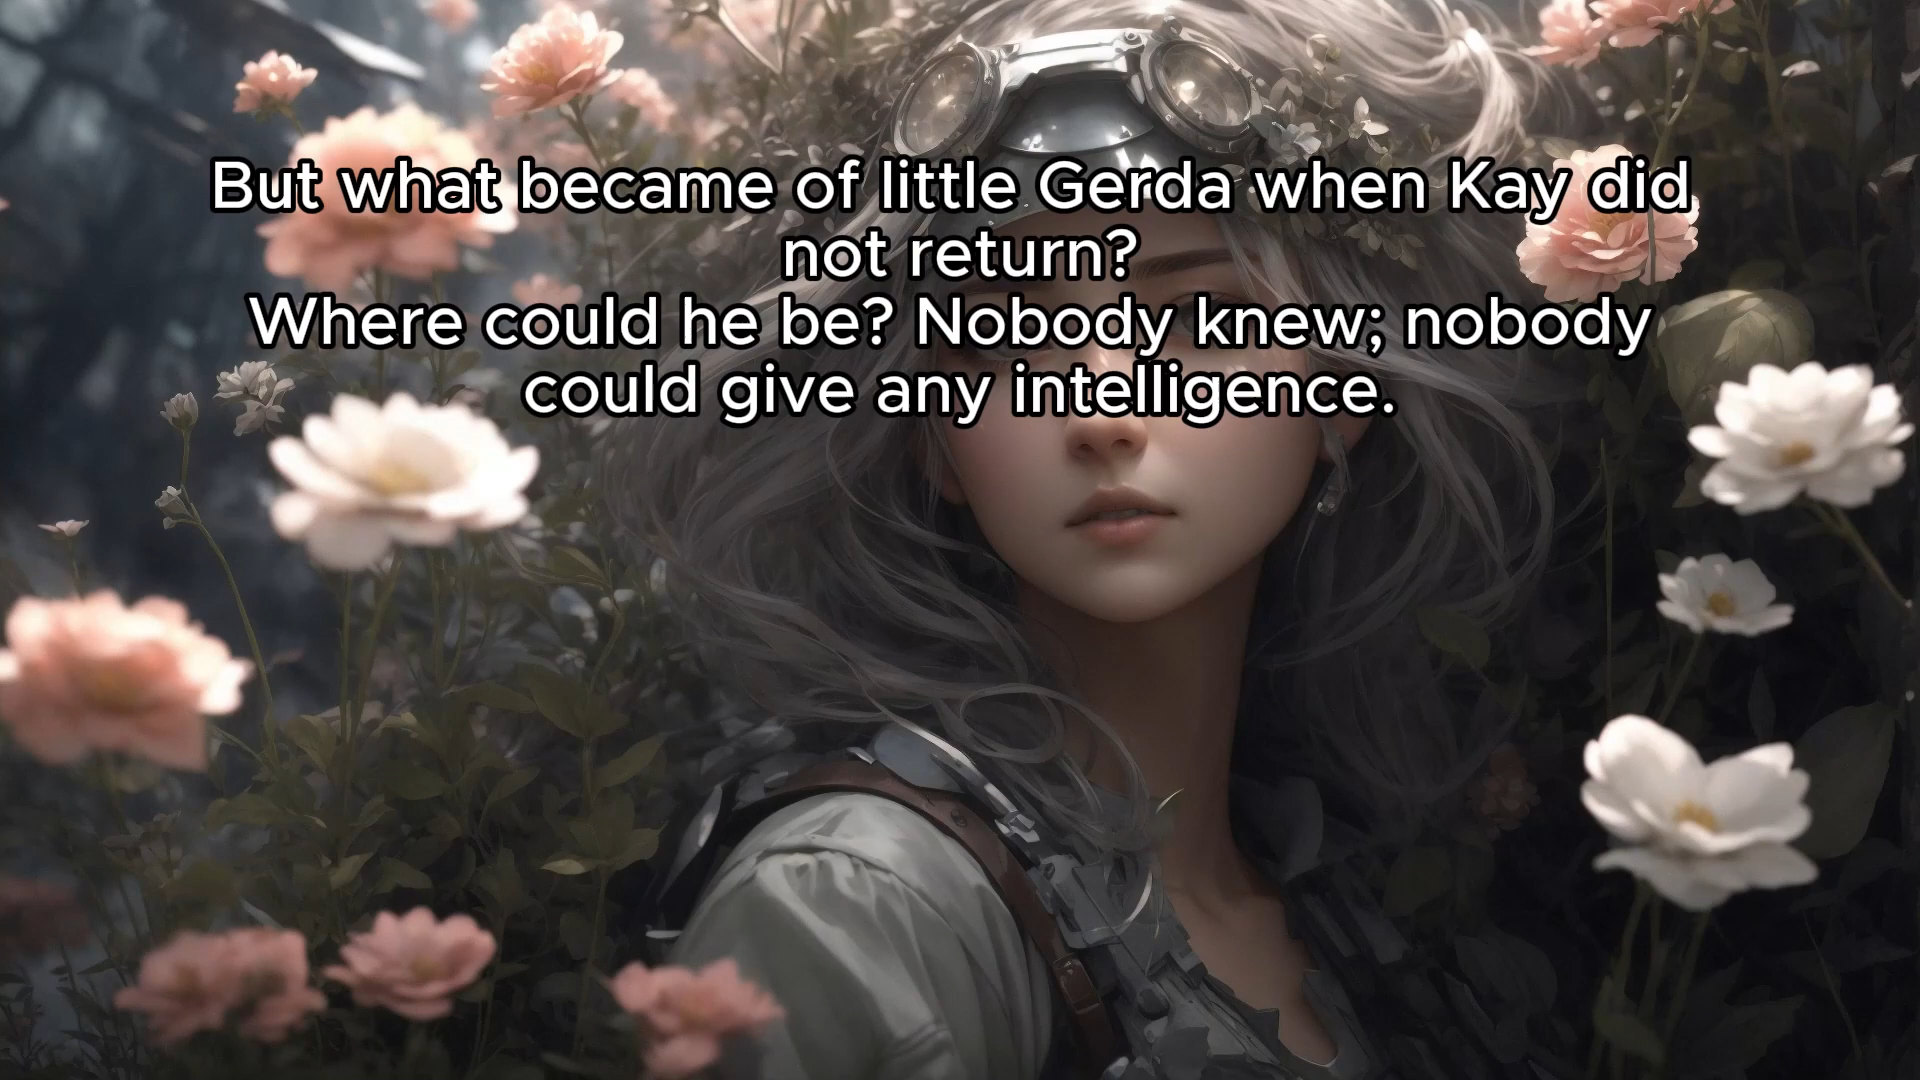 But what became of little Gerda when Kay did
not return?
Where could he be? Nobody knew; nobody
could give any intelligence.